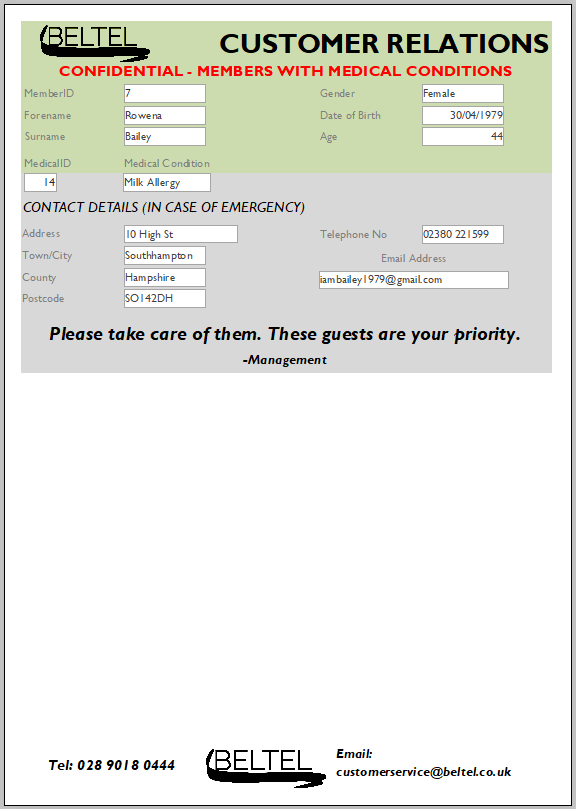 BELTEL CUSTOMER RELATIONS
CONFIDENTIAL - MEMBERS WITH MEDICAL CONDITIONS
MemberID 7 Gender Female
Forename Rowena Date of Birth 30/04/1979
Surname Bailey Age 44
MedicalID Medical Condition
14 Milk Allergy
CONTACT DETAILS (IN CASE OF EMERGENCY)
Address 10 High St Telephone No 02380 221599
Town/City Southhampton Email Address
County Hampshire iambailey1979@gmail.com
Postcode SO142DH
Please take care of them. These guests are your priority.
-Management
Tel: 028 9018 0444 BELTEL Email:
customerservice@beltel.co.uk